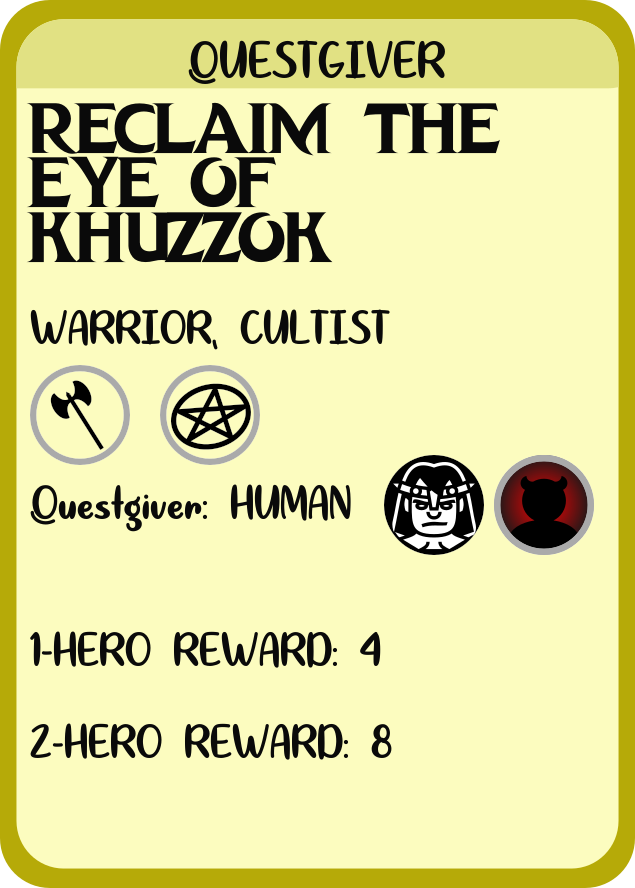 QUESTGIVER
RECLAIM THE
EYE OF
KHUZZOK
WARRIOR, CULTIST
Questgiver: HUMAN
1-HERO REWARD: 4
2-HERO REWARD: 8